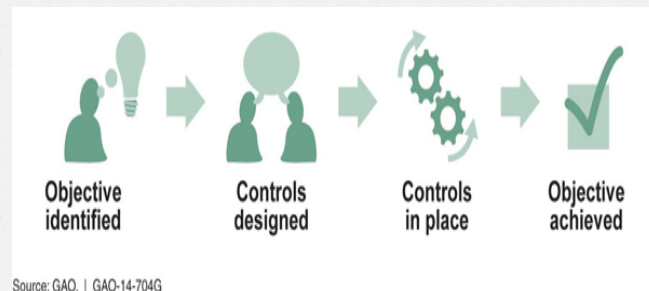 Objective
identified
Controls
designed
Controls
in place
Objective
achieved
Source: GAO. | GAO-14-704G